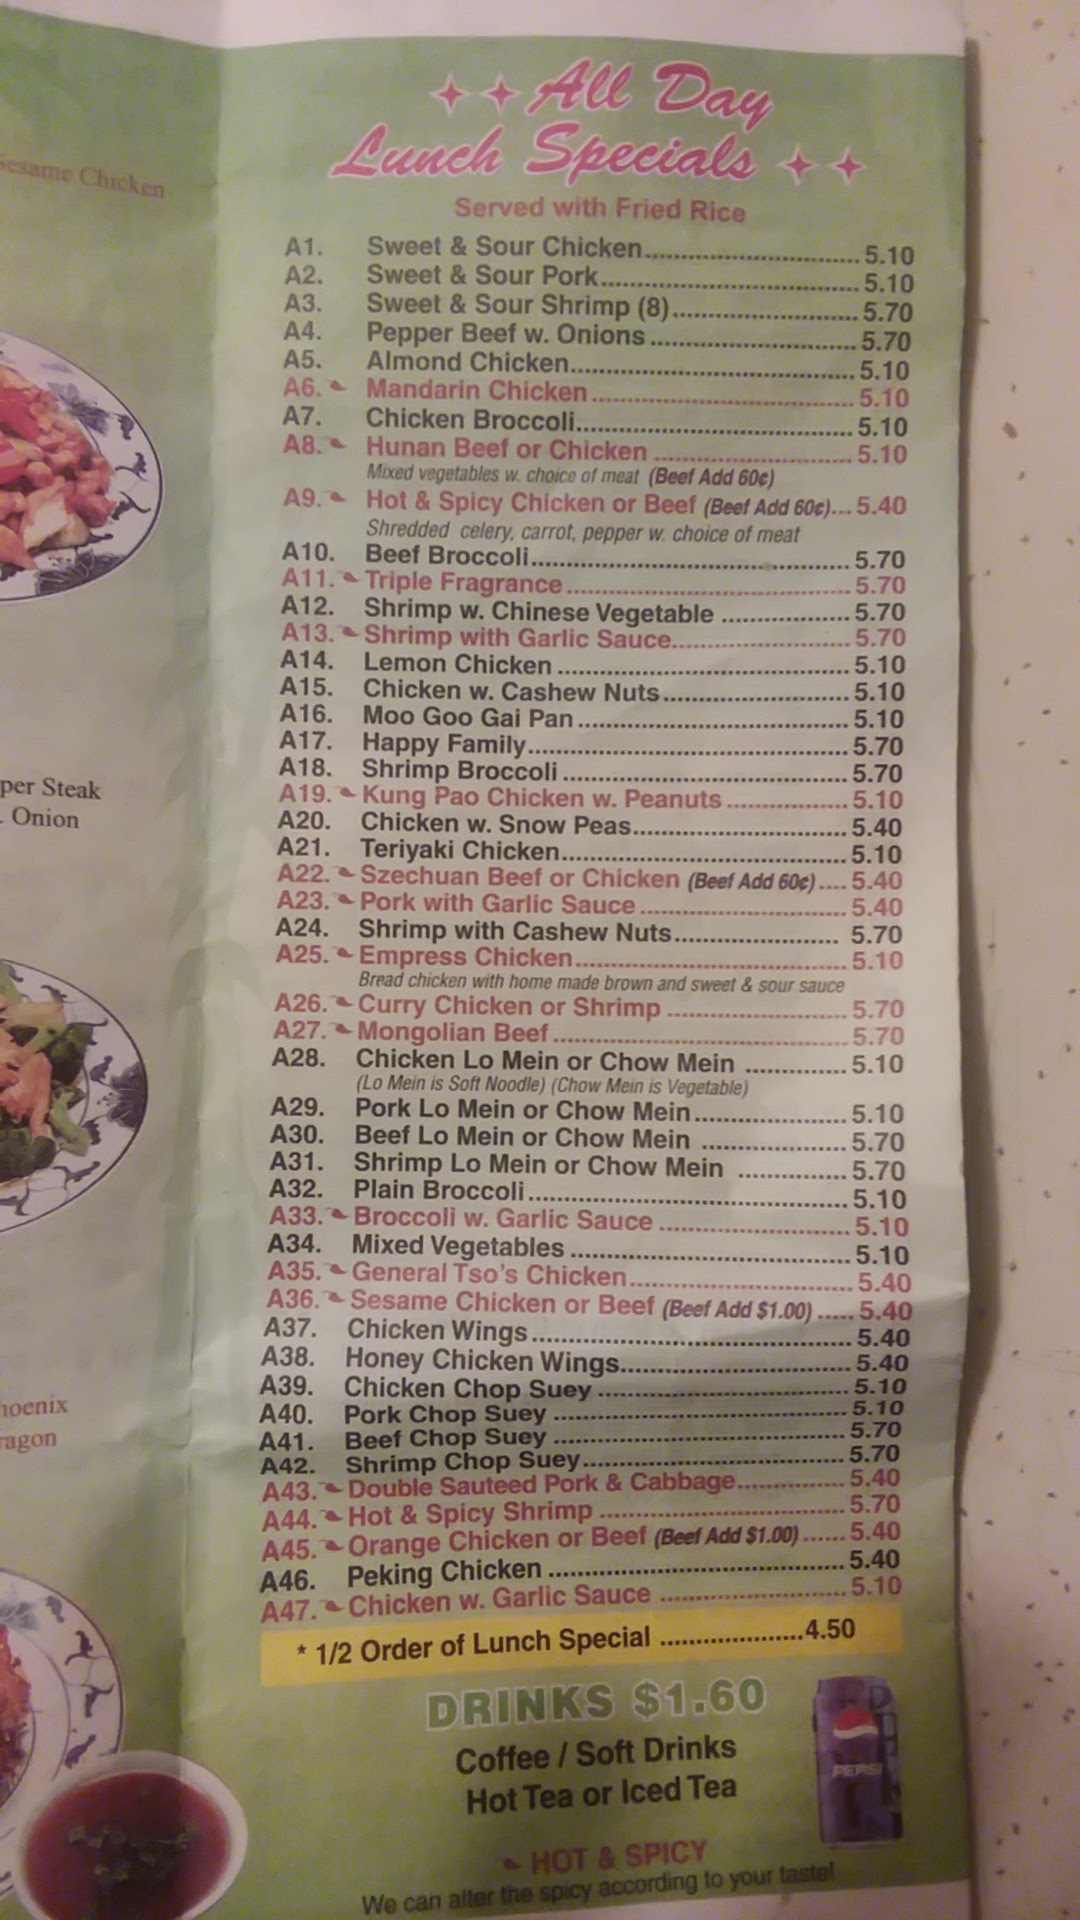 Sesame Chicken
per Steak
. Onion
hoenix
ragon
All Day
Lunch Specials
Served with Fried Rice
A1. Sweet & Sour Chicken 5.10
A2. Sweet & Sour Pork 5.10
A3. Sweet & Sour Shrimp (8) 5.70
A4. Pepper Beef w. Onions 5.70
A5. Almond Chicken 5.10
A6. Mandarin Chicken 5.10
A7. Chicken Broccoli 5.10
A8. Hunan Beef or Chicken 5.10
Mixed vegetables w. choice of meat (Beef Add 60¢)
A9. Hot & Spicy Chicken or Beef (Beef Add 60¢)... 5.40
Shredded celery, carrot, pepper w. choice of meat
A10. Beef Broccoli 5.70
A11. Triple Fragrance 5.70
A12. Shrimp w. Chinese Vegetable 5.70
A13. Shrimp with Garlic Sauce 5.70
A14. Lemon Chicken 5.10
A15. Chicken w. Cashew Nuts 5.10
A16. Moo Goo Gai Pan 5.10
A17. Happy Family 5.70
A18. Shrimp Broccoli 5.70
A19. Kung Pao Chicken w. Peanuts 5.10
A20. Chicken w. Snow Peas 5.40
A21. Teriyaki Chicken 5.10
A22. Szechuan Beef or Chicken (Beef Add 60¢) .... 5.40
A23. Pork with Garlic Sauce 5.40
A24. Shrimp with Cashew Nuts 5.70
A25. Empress Chicken 5.10
Bread chicken with home made brown and sweet & sour sauce
A26. Curry Chicken or Shrimp 5.70
A27. Mongolian Beef 5.70
A28. Chicken Lo Mein or Chow Mein 5.10
(Lo Mein is Soft Noodle) (Chow Mein is Vegetable)
A29. Pork Lo Mein or Chow Mein 5.10
A30. Beef Lo Mein or Chow Mein 5.70
A31. Shrimp Lo Mein or Chow Mein 5.70
A32. Plain Broccoli 5.10
A33. Broccoli w. Garlic Sauce 5.10
A34. Mixed Vegetables 5.10
A35. General Tso's Chicken 5.40
A36. Sesame Chicken or Beef (Beef Add $1.00) ..... 5.40
A37. Chicken Wings 5.40
A38. Honey Chicken Wings 5.40
A39. Chicken Chop Suey 5.10
A40. Pork Chop Suey 5.10
A41. Beef Chop Suey 5.70
A42. Shrimp Chop Suey 5.70
A43. Double Sauteed Pork & Cabbage 5.40
A44. Hot & Spicy Shrimp 5.70
A45. Orange Chicken or Beef (Beef Add $1.00) ...... 5.40
A46. Peking Chicken 5.40
A47. Chicken w. Garlic Sauce 5.10
* 1/2 Order of Lunch Special 4.50
DRINKS $1.60
Coffee / Soft Drinks
Hot Tea or Iced Tea
PEPSI
HOT & SPICY
We can alter the spicy according to your taste!